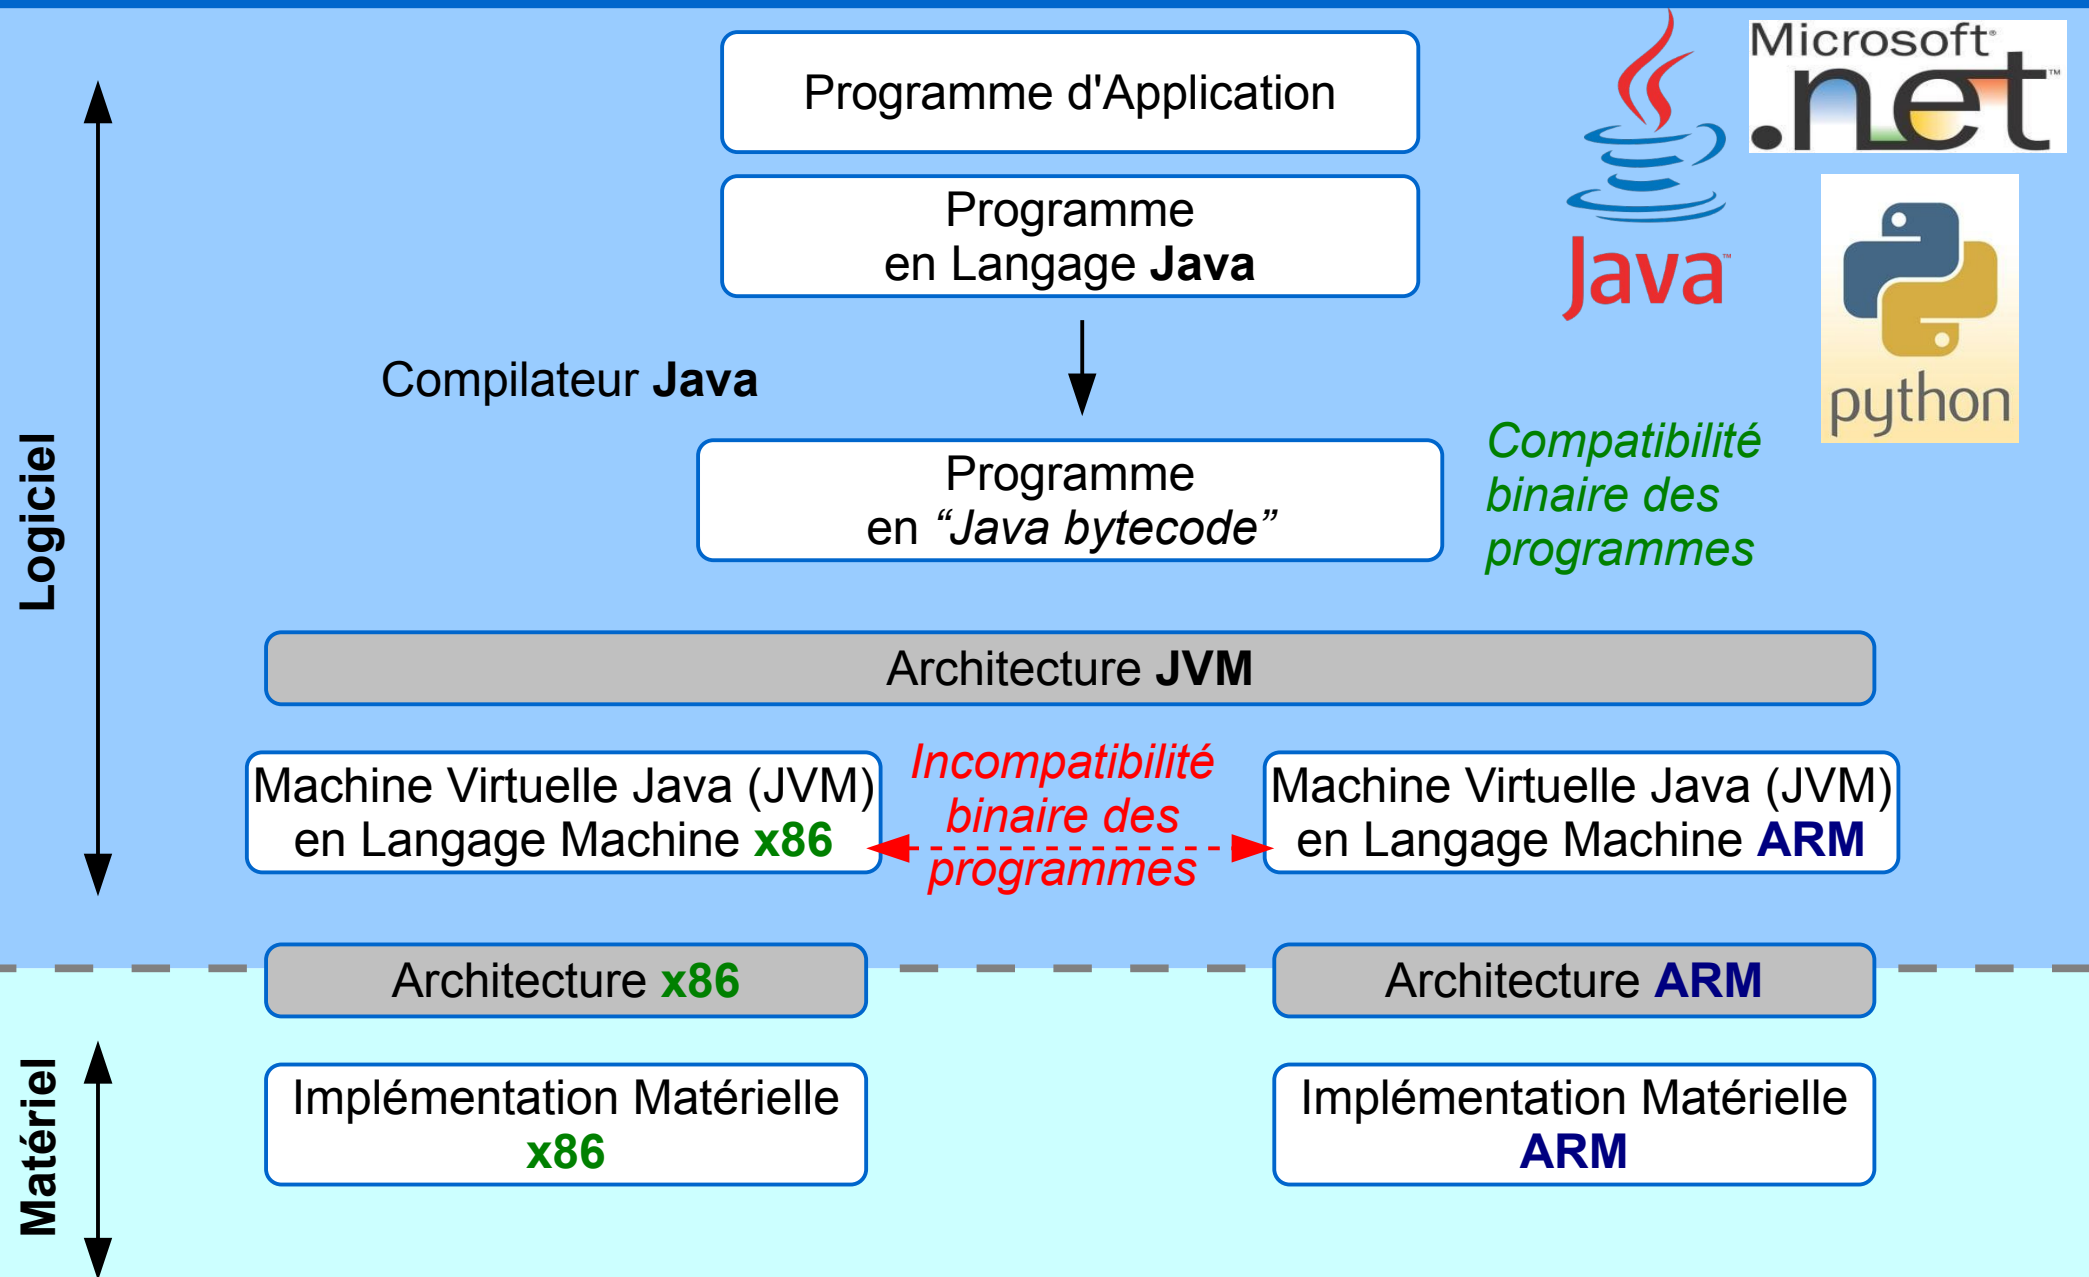 Programme d'Application
Microsoft®
.net™
Programme
en Langage Java
Java™
python
Compilateur Java
Programme
en “Java bytecode”
Compatibilité
binaire des
programmes
Logiciel
Architecture JVM
Machine Virtuelle Java (JVM)
en Langage Machine x86
Incompatibilité
binaire des
programmes
Machine Virtuelle Java (JVM)
en Langage Machine ARM
Architecture x86
Architecture ARM
Matériel
Implémentation Matérielle
x86
Implémentation Matérielle
ARM